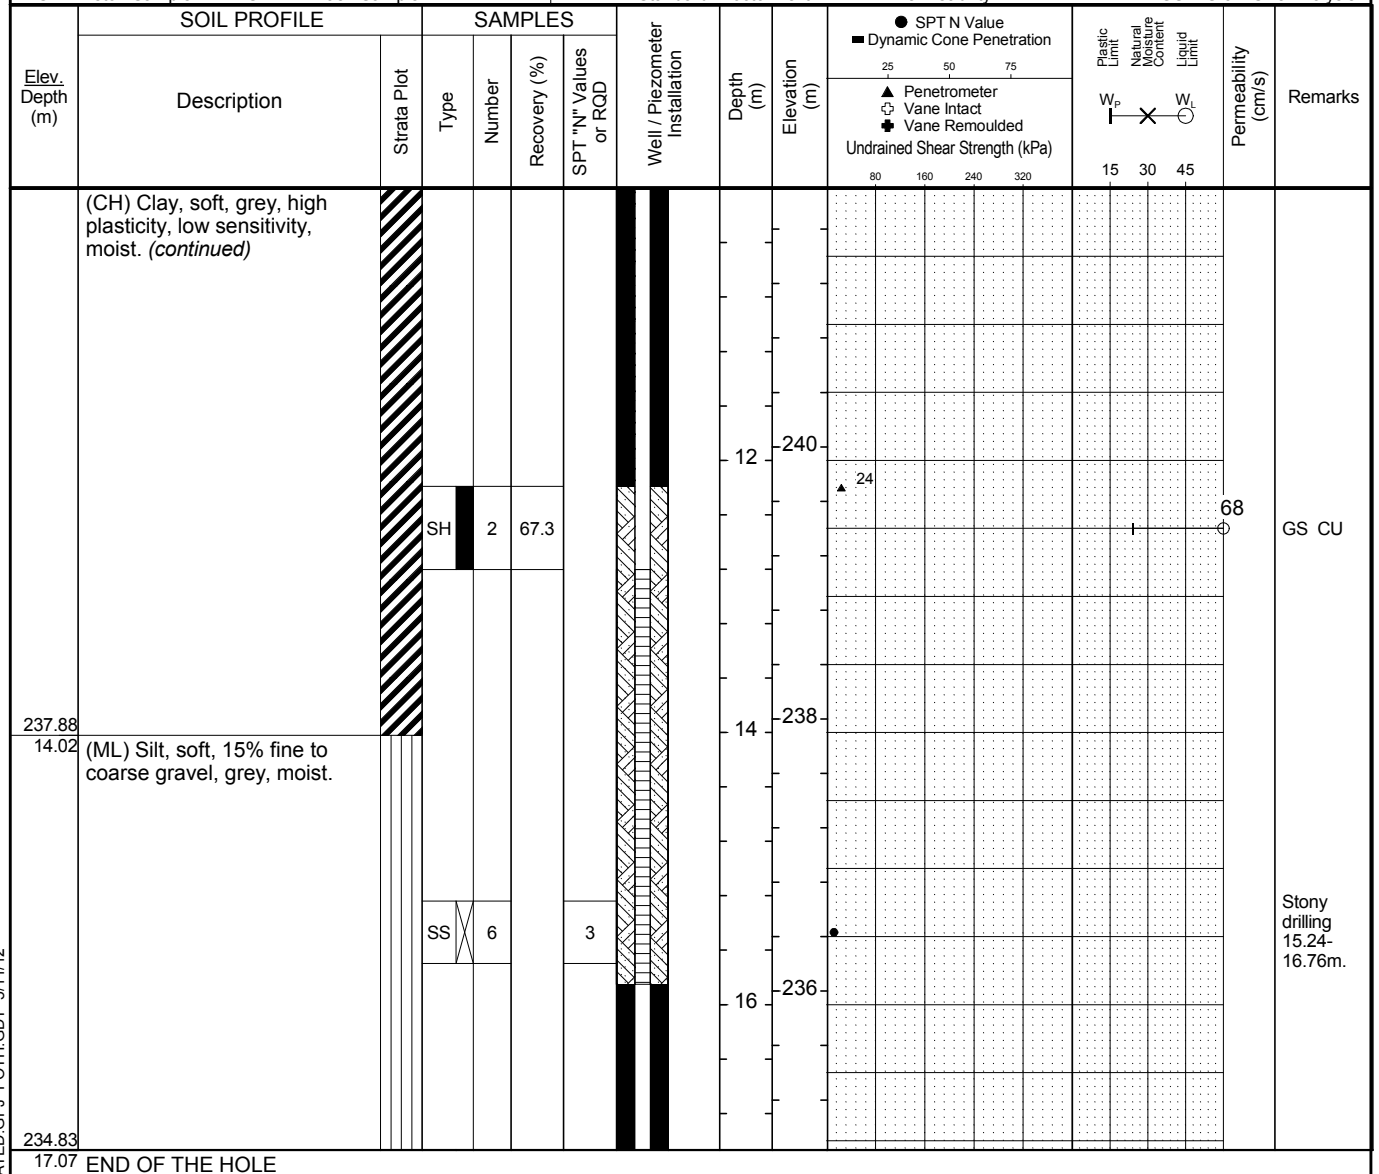 SOIL PROFILE
SAMPLES
Elev.
Depth
(m)
Description
Strata Plot
Type
Number
Recovery (%)
SPT "N" Values
or RQD
Well / Piezometer
Installation
Depth
(m)
Elevation
(m)
SPT N Value
Dynamic Cone Penetration
25 50 75
Penetrometer
Vane Intact
Vane Remoulded
Undrained Shear Strength (kPa)
80 160 240 320
Plastic
Limit
Natural
Moisture
Content
Liquid
Limit
WP WL
15 30 45
Permeability
(cm/s)
Remarks
(CH) Clay, soft, grey, high
plasticity, low sensitivity,
moist. (continued)
12 240
24
68
SH 2 67.3
GS CU
237.88
14.02
14 238
(ML) Silt, soft, 15% fine to
coarse gravel, grey, moist.
SS 6 3
Stony
drilling
15.24-
16.76m.
16 236
234.83
17.07 END OF THE HOLE